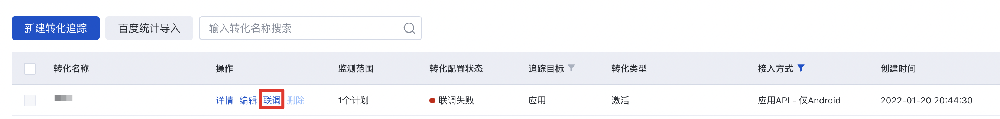 新建转化追踪 百度统计导入 输入转化名称搜索
转化名称 操作 监测范围 转化配置状态 追踪目标 转化类型 接入方式 创建时间
详情 编辑 联调 删除 1个计划 联调失败 应用 激活 应用API - 仅Android 2022-01-20 20:44:30